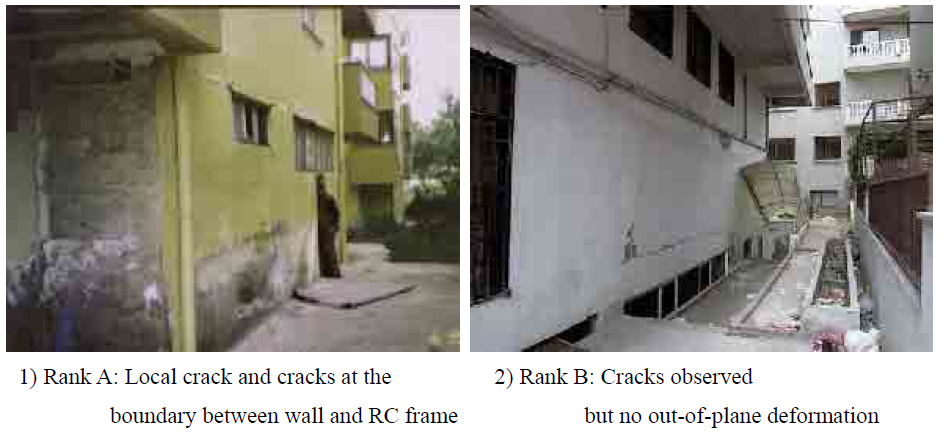 1) Rank A: Local crack and cracks at the
boundary between wall and RC frame
2) Rank B: Cracks observed
but no out-of-plane deformation